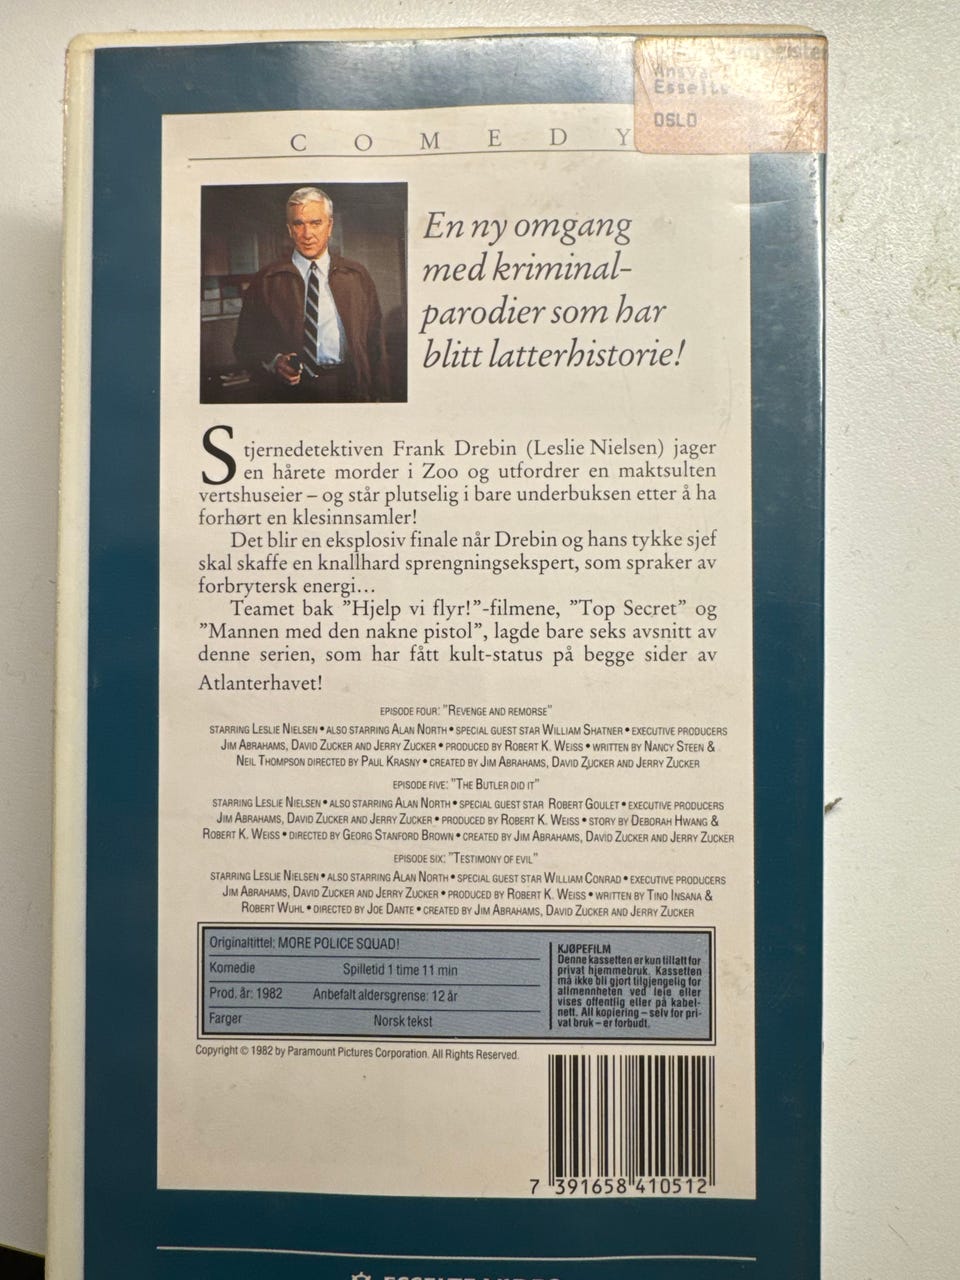 Ansvar
Esselte
OSLO
COMEDY
En ny omgang
med kriminal-
parodier som har
blitt latterhistorie!
Stjernedetektiven Frank Drebin (Leslie Nielsen) jager
en hårete morder i Zoo og utfordrer en maktsulten
vertshuseier – og står plutselig i bare underbuksen etter å ha
forhørt en klesinnsamler!
Det blir en eksplosiv finale når Drebin og hans tykke sjef
skal skaffe en knallhard sprengningsekspert, som spraker av
forbrytersk energi...
Teamet bak ”Hjelp vi flyr!”-filmene, ”Top Secret” og
”Mannen med den nakne pistol”, lagde bare seks avsnitt av
denne serien, som har fått kult-status på begge sider av
Atlanterhavet!
EPISODE FOUR: "REVENGE AND REMORSE"
STARRING LESLIE NIELSEN • ALSO STARRING ALAN NORTH • SPECIAL GUEST STAR WILLIAM SHATNER • EXECUTIVE PRODUCERS
JIM ABRAHAMS, DAVID ZUCKER AND JERRY ZUCKER • PRODUCED BY ROBERT K. WEISS • WRITTEN BY NANCY STEEN &
NEIL THOMPSON DIRECTED BY PAUL KRASNY • CREATED BY JIM ABRAHAMS, DAVID ZUCKER AND JERRY ZUCKER
EPISODE FIVE: "THE BUTLER DID IT"
STARRING LESLIE NIELSEN • ALSO STARRING ALAN NORTH • SPECIAL GUEST STAR ROBERT GOULET • EXECUTIVE PRODUCERS
JIM ABRAHAMS, DAVID ZUCKER AND JERRY ZUCKER • PRODUCED BY ROBERT K. WEISS • STORY BY DEBORAH HWANG &
ROBERT K. WEISS • DIRECTED BY GEORG STANFORD BROWN • CREATED BY JIM ABRAHAMS, DAVID ZUCKER AND JERRY ZUCKER
EPISODE SIX: "TESTIMONY OF EVIL"
STARRING LESLIE NIELSEN • ALSO STARRING ALAN NORTH • SPECIAL GUEST STAR WILLIAM CONRAD • EXECUTIVE PRODUCERS
JIM ABRAHAMS, DAVID ZUCKER AND JERRY ZUCKER • PRODUCED BY ROBERT K. WEISS • WRITTEN BY TINO INSANA &
ROBERT WUHL • DIRECTED BY JOE DANTE • CREATED BY JIM ABRAHAMS, DAVID ZUCKER AND JERRY ZUCKER
Originaltittel: MORE POLICE SQUAD!
Komedie Spilletid 1 time 11 min
Prod. år: 1982 Anbefalt aldersgrense: 12 år
Farger Norsk tekst
KJØPEFILM
Denne kassetten er kun tillatt for
privat hjemmebruk. Kassetten
må ikke bli gjort tilgjengelig for
allmennheten ved leie eller
vises offentlig eller på kabel-
nett. All kopiering – selv for pri-
vat bruk – er forbudt.
Copyright © 1982 by Paramount Pictures Corporation. All Rights Reserved.
7 391658 410512
ESSELTE VIDEO